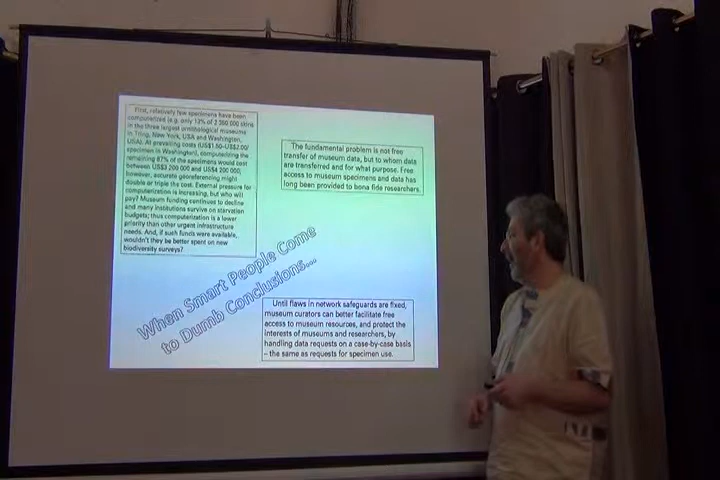 First, relatively few specimens have been
computerized (e.g. only 13% of 2 360 000 skins
in the three largest ornithological museums
in Tring, New York, USA and Washington,
USA). At prevailing costs (US$1.50–US$2.00/
specimen in Washington), computerizing the
remaining 87% of the specimens would cost
between US$3 200 000 and US$4 200 000;
however, accurate georeferencing might
double or triple the cost. External pressure for
computerization is increasing, but who will
pay? Museum funding continues to decline
and many institutions survive on starvation
budgets; thus computerization is a lower
priority than other urgent infrastructure
needs. And, if such funds were available,
wouldn't they be better spent on new
biodiversity surveys?
The fundamental problem is not free
transfer of museum data, but to whom data
are transferred and for what purpose. Free
access to museum specimens and data has
long been provided to bona fide researchers.
When Smart People Come
to Dumb Conclusions...
Until flaws in network safeguards are fixed,
museum curators can better facilitate free
access to museum resources, and protect the
interests of museums and researchers, by
handling data requests on a case-by-case basis
– the same as requests for specimen use.